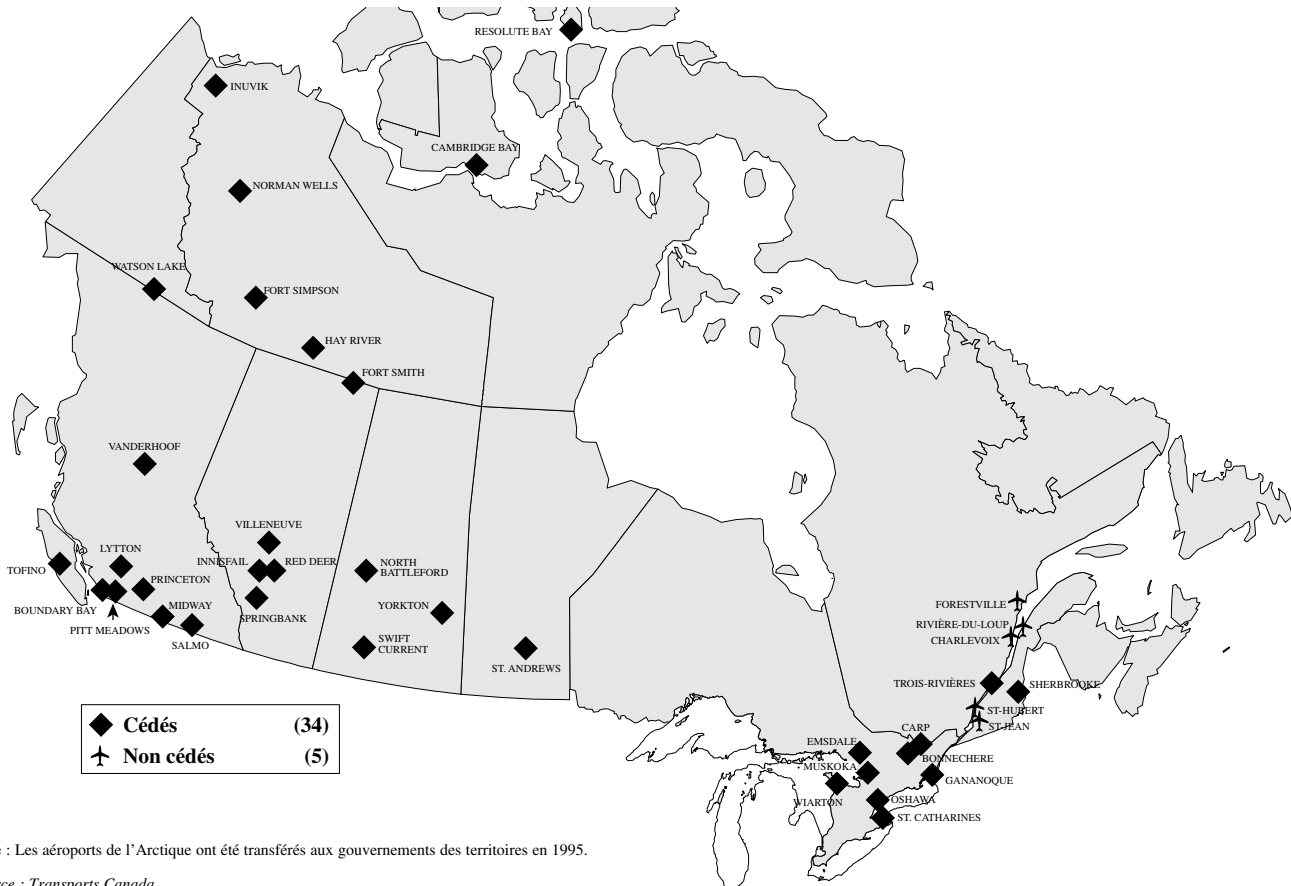 RESOLUTE BAY
INUVIK
CAMBRIDGE BAY
NORMAN WELLS
WATSON LAKE
FORT SIMPSON
HAY RIVER
FORT SMITH
VANDERHOOF
VILLENEUVE
LYTTON
INNISFAIL
RED DEER
NORTH
BATTLEFORD
TOFINO
PRINCETON
BOUNDARY BAY
MIDWAY
SPRINGBANK
YORKTON
PITT MEADOWS
SALMO
SWIFT
CURRENT
ST. ANDREWS
FORESTVILLE
RIVIÈRE-DU-LOUP
CHARLEVOIX
TROIS-RIVIÈRES
SHERBROOKE
ST-HUBERT
ST-JEAN
CARP
EMSDALE
BONNECHERE
MUSKOKA
GANANOQUE
WIARTON
OSHAWA
ST. CATHARINES
Cédés (34)
Non cédés (5)
: Les aéroports de l’Arctique ont été transférés aux gouvernements des territoires en 1995.
: Transports Canada